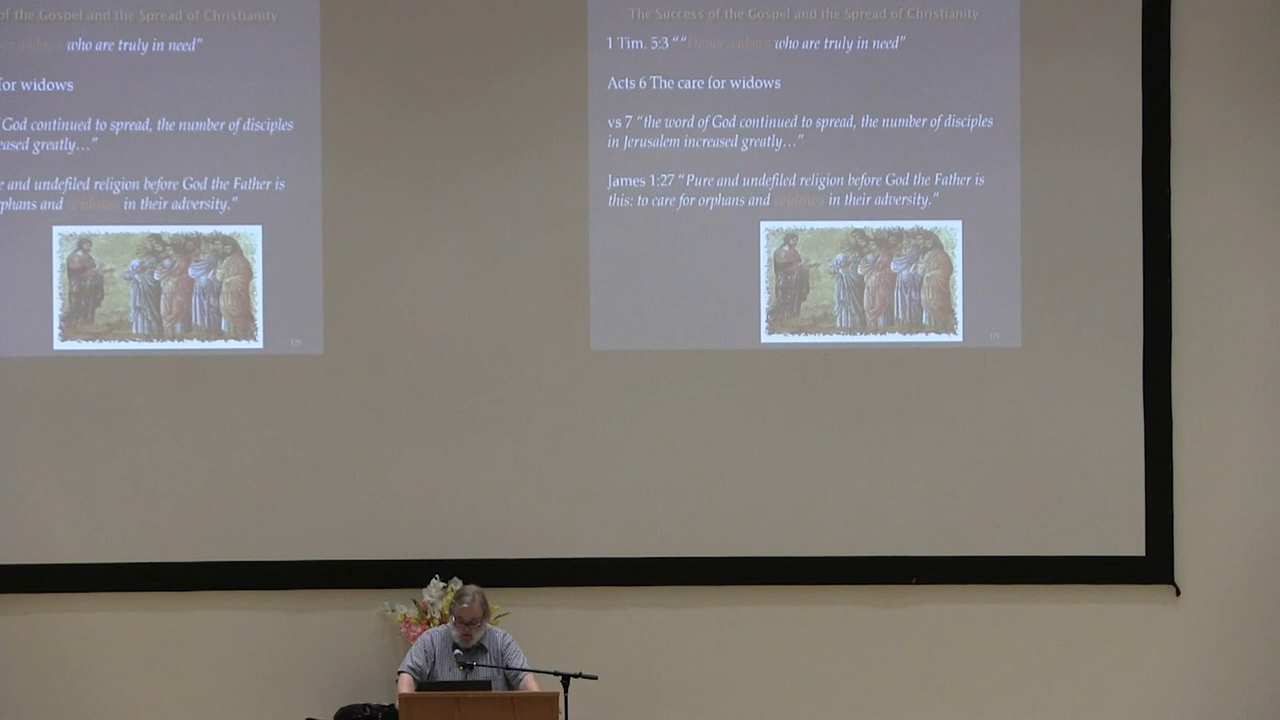 of the Gospel and the Spread of Christianity
who are truly in need"
for widows
God continued to spread, the number of disciples
eased greatly…"
e and undefiled religion before God the Father is
phans and widows in their adversity."
The Success of the Gospel and the Spread of Christianity
1 Tim. 5:3 "" who are truly in need"
Acts 6 The care for widows
vs 7 "the word of God continued to spread, the number of disciples
in Jerusalem increased greatly…"
James 1:27 "Pure and undefiled religion before God the Father is
this: to care for orphans and widows in their adversity."